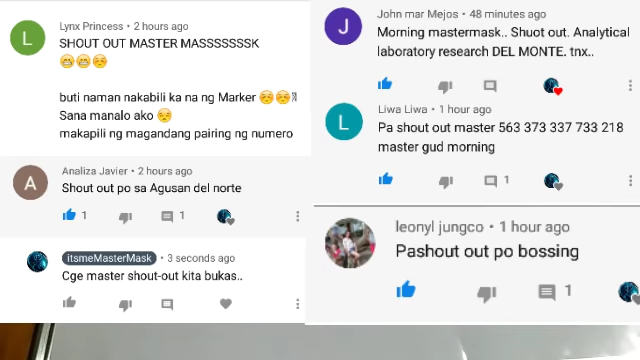 L
Lynx Princess • 2 hours ago
SHOUT OUT MASTER MASSSSSSSK
😁😁☺️
buti naman nakabili ka na ng Marker ☺️☺️
Sana manalo ako ☺️
makapili ng magandang pairing ng numero
A
Analiza Javier • 2 hours ago
Shout out po sa Agusan del norte
1 1
itsmeMasterMask • 3 seconds ago
Cge master shout-out kita bukas..
J
John mar Mejos • 48 minutes ago
Morning mastermask.. Shuot out. Analytical
laboratory research DEL MONTE. tnx..
L
Liwa Liwa • 1 hour ago
Pa shout out master 563 373 337 733 218
master gud morning
1
leonyl jungco • 1 hour ago
Pashout out po bossing
1